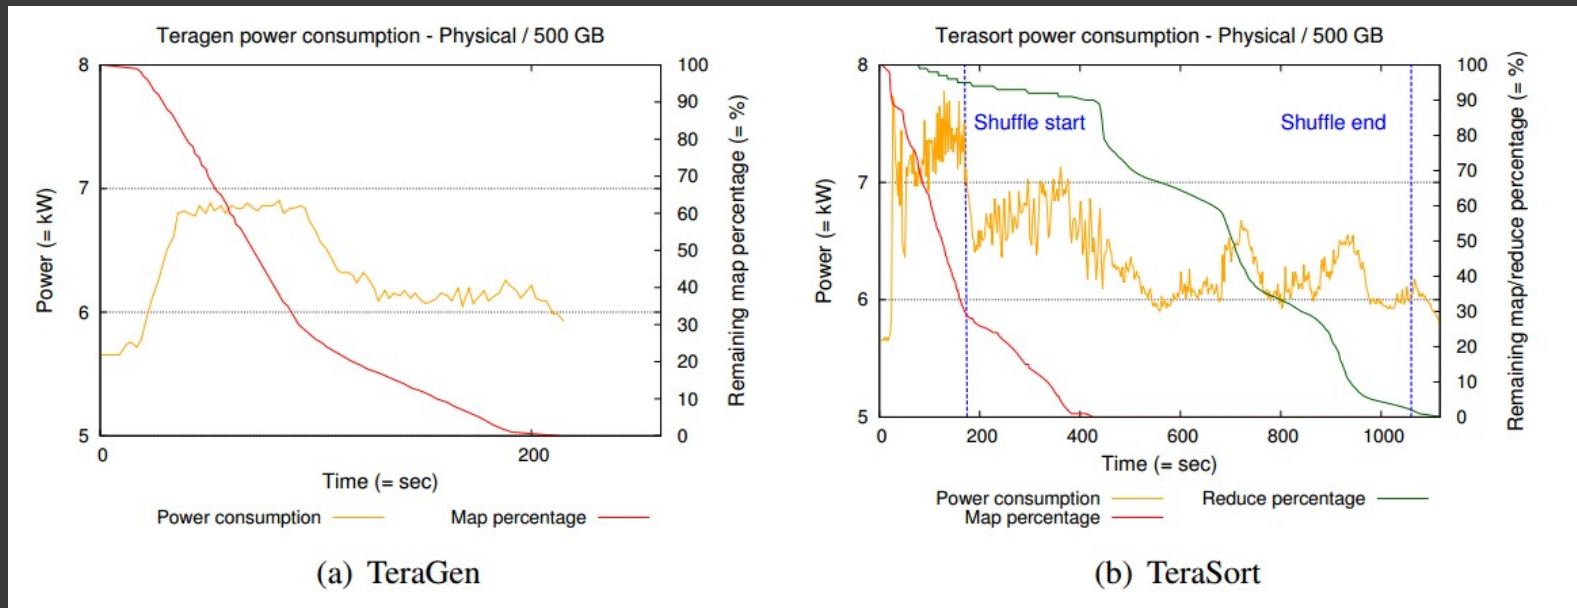 Teragen power consumption - Physical / 500 GB
8
7
6
5
Power (= kW)
100
90
80
70
60
50
40
30
20
10
0
Remaining map percentage (= %)
0 200
Time (= sec)
Power consumption
Map percentage
(a) TeraGen
Terasort power consumption - Physical / 500 GB
8
7
6
5
Power (= kW)
Shuffle start
Shuffle end
100
90
80
70
60
50
40
30
20
10
0
Remaining map/reduce percentage (= %)
0 200 400 600 800 1000
Time (= sec)
Power consumption
Reduce percentage
Map percentage
(b) TeraSort